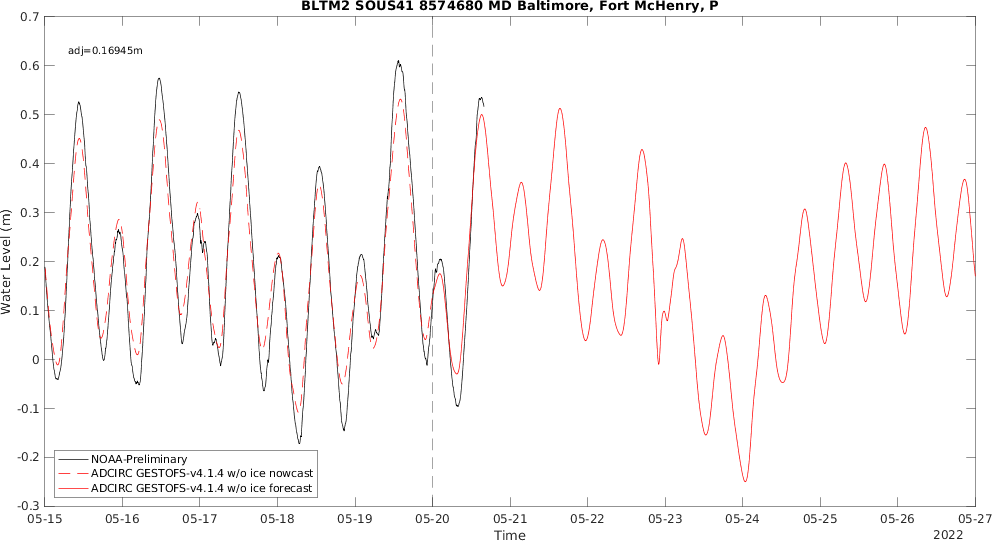 BLTM2 SOUS41 8574680 MD Baltimore, Fort McHenry, P
adj=0.16945m
Water Level (m)
0.7
0.6
0.5
0.4
0.3
0.2
0.1
0
-0.1
-0.2
-0.3
NOAA-Preliminary
ADCIRC GESTOFS-v4.1.4 w/o ice nowcast
ADCIRC GESTOFS-v4.1.4 w/o ice forecast
05-15 05-16 05-17 05-18 05-19 05-20 05-21 05-22 05-23 05-24 05-25 05-26 05-27
Time
2022